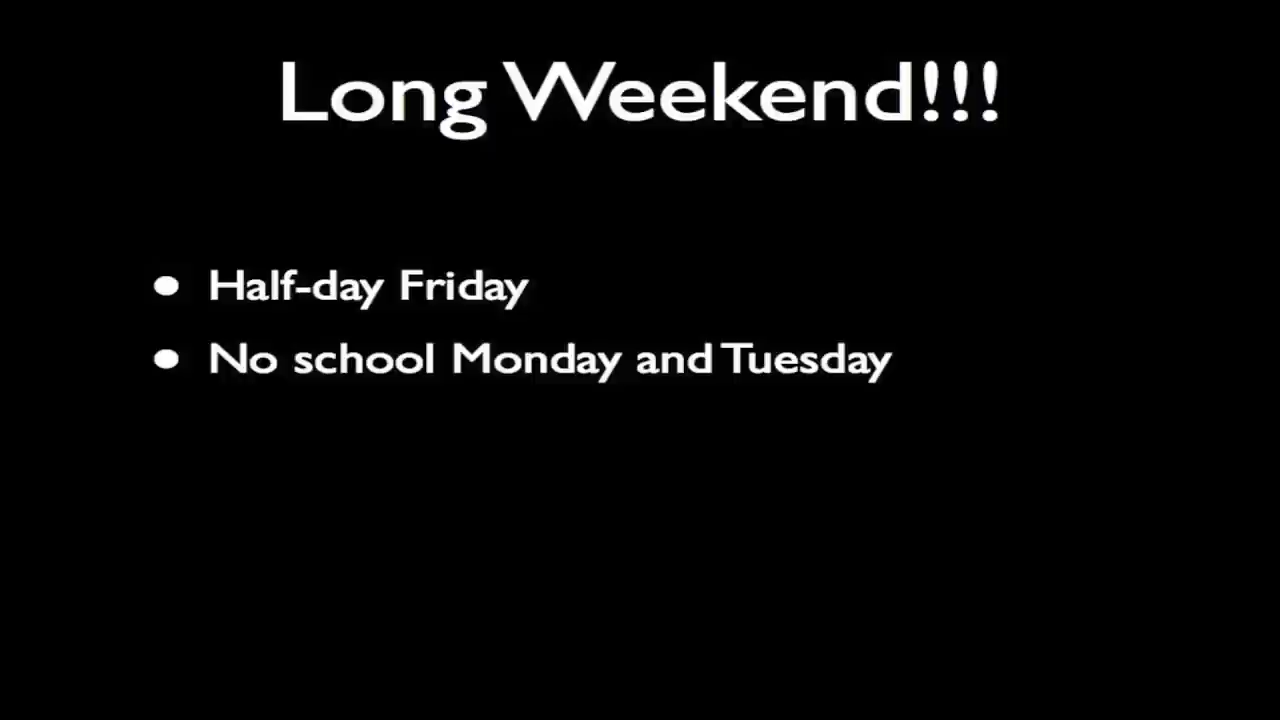 Long Weekend!!!
• Half-day Friday
• No school Monday and Tuesday